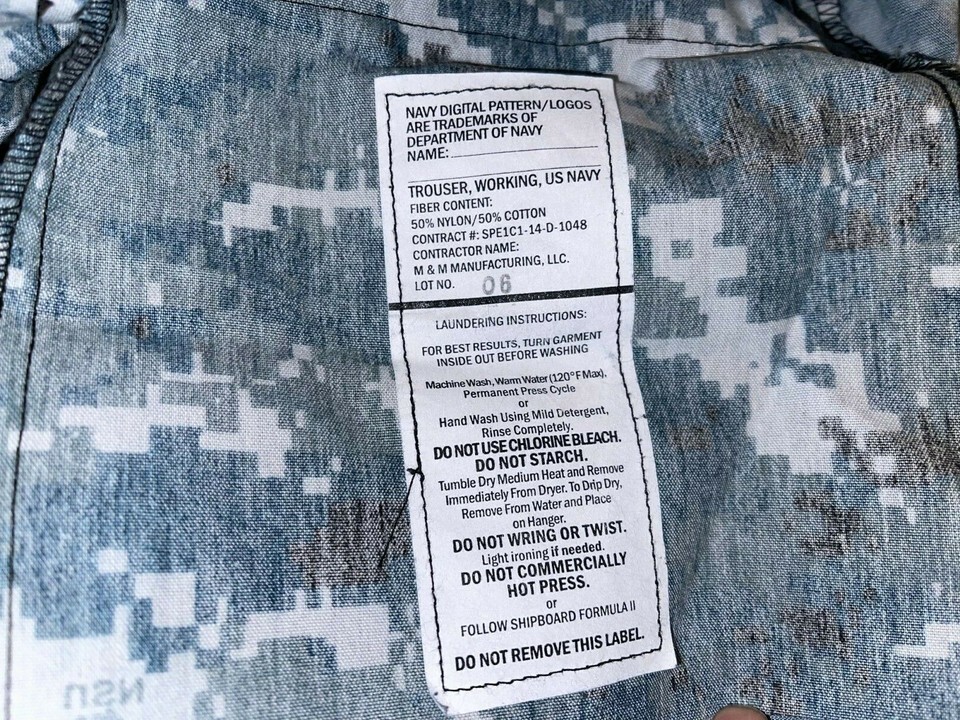 NAVY DIGITAL PATTERN/LOGOS
ARE TRADEMARKS OF
DEPARTMENT OF NAVY
NAME:
TROUSER, WORKING, US NAVY
FIBER CONTENT:
50% NYLON/50% COTTON
CONTRACT #: SPE1C1-14-D-1048
CONTRACTOR NAME:
M & M MANUFACTURING, LLC.
LOT NO. 06
LAUNDERING INSTRUCTIONS:
FOR BEST RESULTS, TURN GARMENT
INSIDE OUT BEFORE WASHING
Machine Wash, Warm Water (120°F Max),
Permanent Press Cycle
or
Hand Wash Using Mild Detergent,
Rinse Completely.
DO NOT USE CHLORINE BLEACH.
DO NOT STARCH.
Tumble Dry Medium Heat and Remove
Immediately From Dryer. To Drip Dry,
Remove From Water and Place
on Hanger.
DO NOT WRING OR TWIST.
Light ironing if needed.
DO NOT COMMERCIALLY
HOT PRESS.
or
FOLLOW SHIPBOARD FORMULA II
DO NOT REMOVE THIS LABEL.